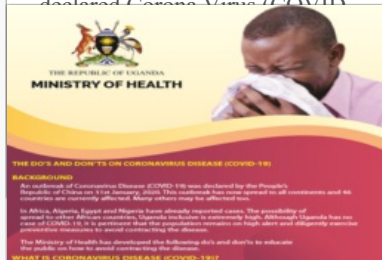 declared Corona Virus (COVID
THE REPUBLIC OF UGANDA
MINISTRY OF HEALTH
THE DO'S AND DON'TS ON CORONAVIRUS DISEASE (COVID-19)
BACKGROUND
An outbreak of Coronavirus Disease (COVID-19) was declared by the People's
Republic of China on 31st January, 2020. This outbreak has now spread to all continents and 46
countries are currently affected. Many others may be affected too.
In Africa, Algeria, Egypt and Nigeria have already reported cases. The possibility of
spread to other African countries, Uganda inclusive is extremely high. Although Uganda has no
case of COVID-19, it is pertinent that the population remains on high alert and diligently exercise
preventive measures to avoid contracting the disease.
The Ministry of Health has developed the following do's and don'ts to educate
the public on how to avoid contracting the disease.
WHAT IS CORONAVIRUS DISEASE (COVID-19)?